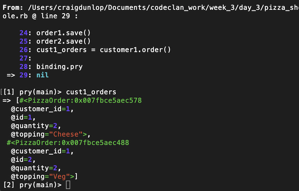 From: /Users/craigdunlop/Documents/codeclan_work/week_3/day_3/pizza_sh
ole.rb @ line 29 :
24: order1.save()
25: order2.save()
26: cust1_orders = customer1.order()
27:
28: binding.pry
=> 29: nil
[1] pry(main)> cust1_orders
=> [#<PizzaOrder:0x007fbce5aec578
@customer_id=1,
@id=1,
@quantity=2,
@topping="Cheese">,
#<PizzaOrder:0x007fbce5aec488
@customer_id=1,
@id=2,
@quantity=2,
@topping="Veg">]
[2] pry(main)>